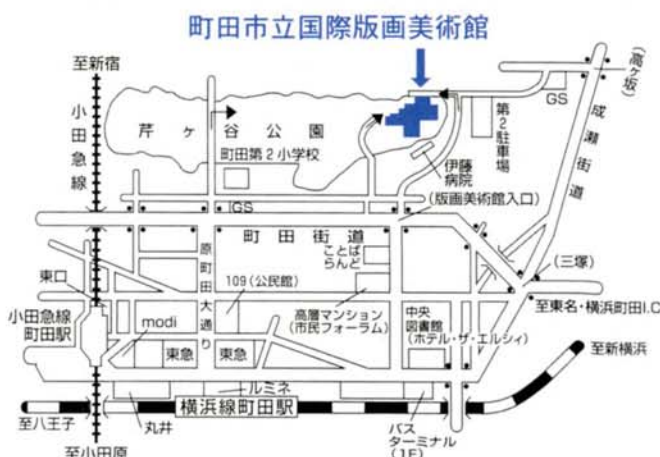 町田市立国際版画美術館
至新宿
小田急線
芹ヶ谷公園
町田第2小学校
伊藤
病院
第2駐車場
GS
(高ヶ坂)
成瀬街道
(版画美術館入口)
GS
町田街道
ことば
らんど
(三塚)
東口
原町田大通り
109(公民館)
高層マンション
(市民フォーラム)
中央
図書館
(ホテル・ザ・エルシィ)
至東名・横浜町田I.C
小田急線
町田駅
modi
東急
東急
至新横浜
ルミネ
横浜線町田駅
至八王子
丸井
バス
ターミナル
(1F)
至小田原